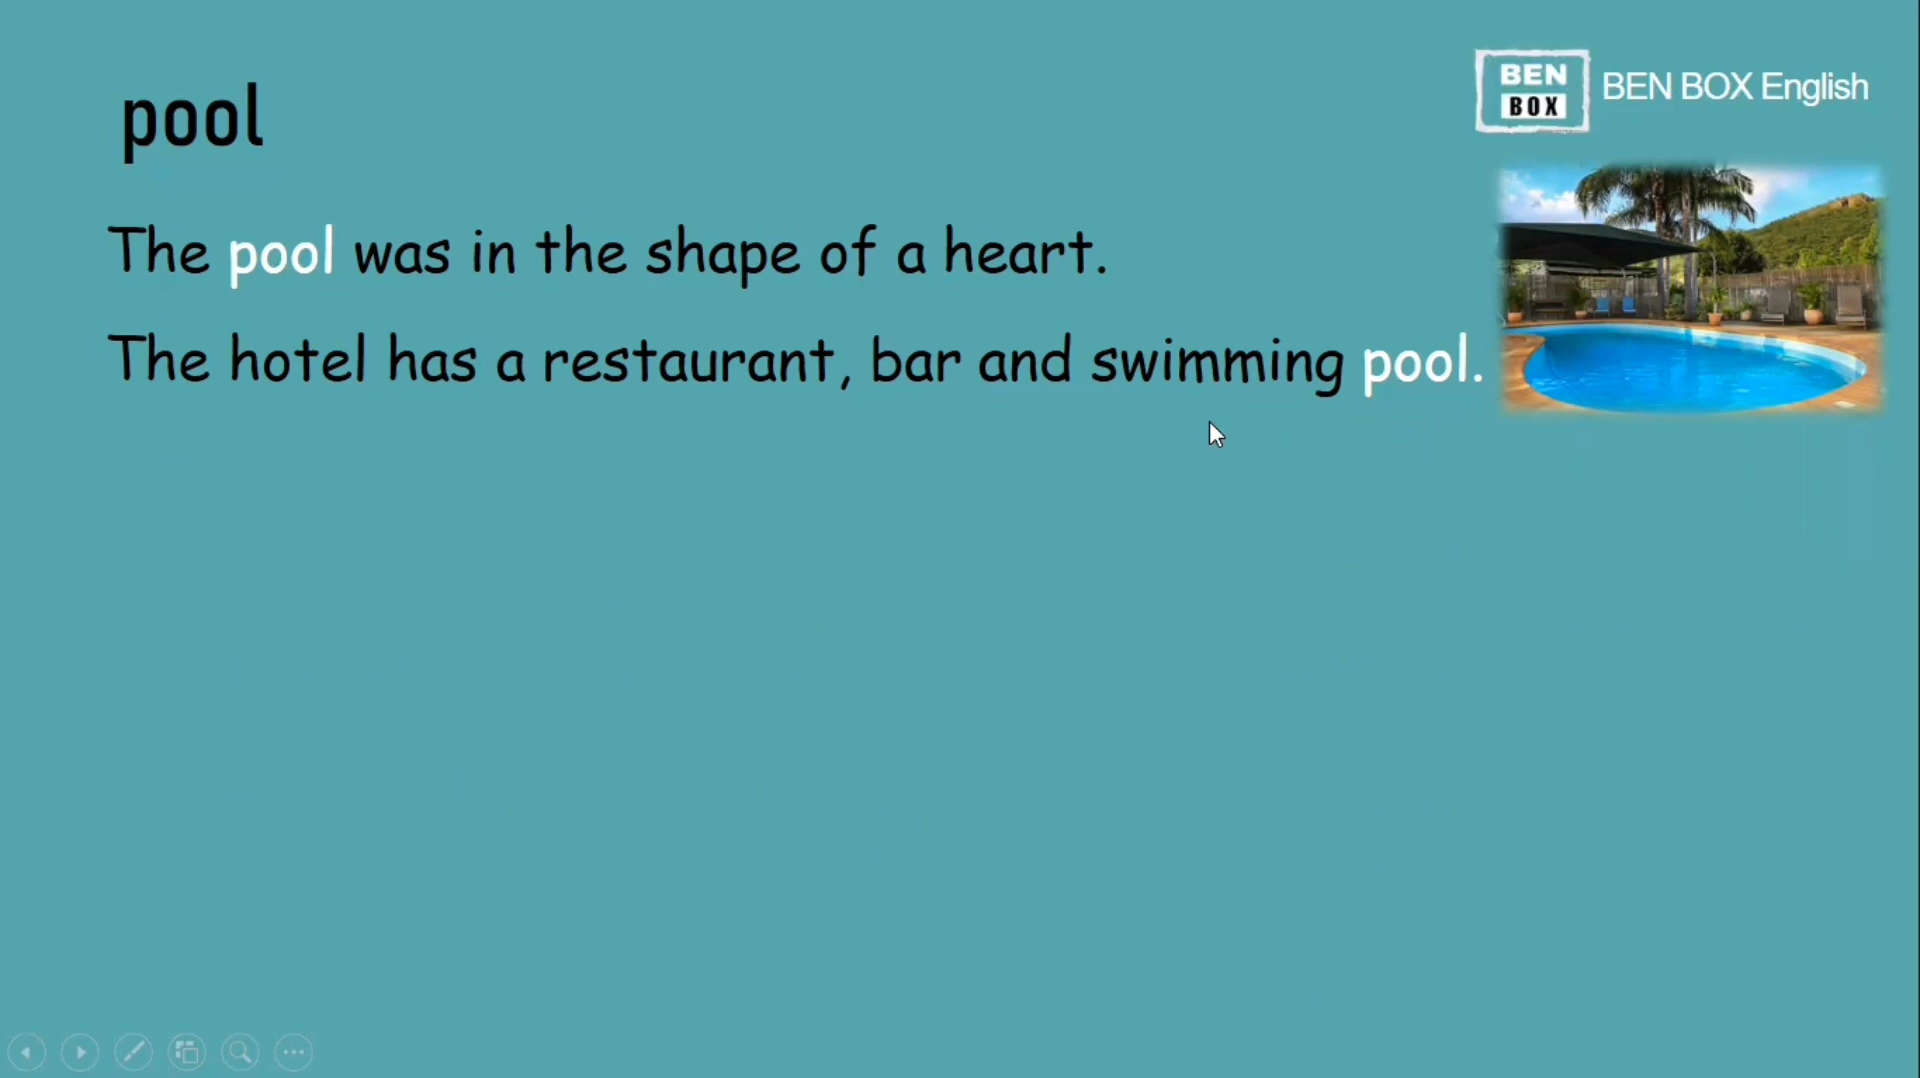 pool
BEN
BOX
BEN BOX English
The pool was in the shape of a heart.
The hotel has a restaurant, bar and swimming pool.